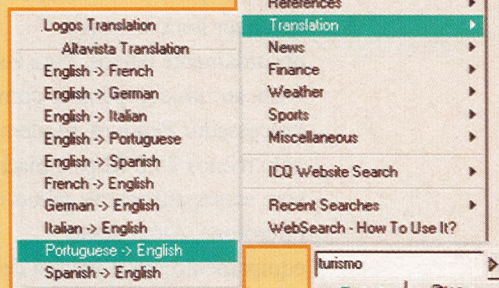 Logos Translation
Altavista Translation
English -> French
English -> German
English -> Italian
English -> Portuguese
English -> Spanish
French -> English
German -> English
Italian -> English
Portuguese -> English
Spanish -> English
References
Translation
News
Finance
Weather
Sports
Miscellaneous
ICQ Website Search
Recent Searches
WebSearch - How To Use It?
turismo